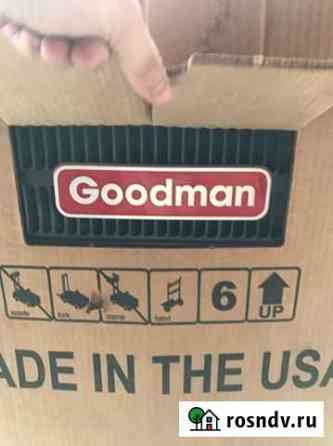 Goodman
6
UP
ADE IN THE USA
rosndv.ru